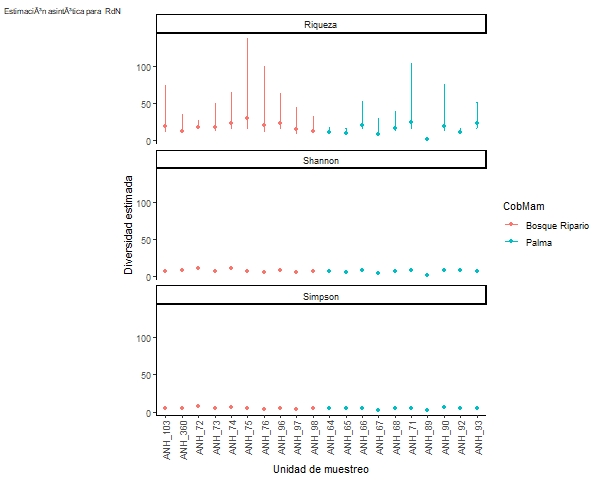 EstimaciÃ³n asintÃ³tica para RdN
Riqueza
100
50
0
Shannon
100
50
0
Simpson
100
50
0
Diversidad estimada
ANH_103
ANH_360
ANH_72
ANH_73
ANH_74
ANH_75
ANH_76
ANH_96
ANH_97
ANH_98
ANH_64
ANH_65
ANH_66
ANH_67
ANH_68
ANH_71
ANH_89
ANH_90
ANH_92
ANH_93
Unidad de muestreo
CobMam
Bosque Ripario
Palma